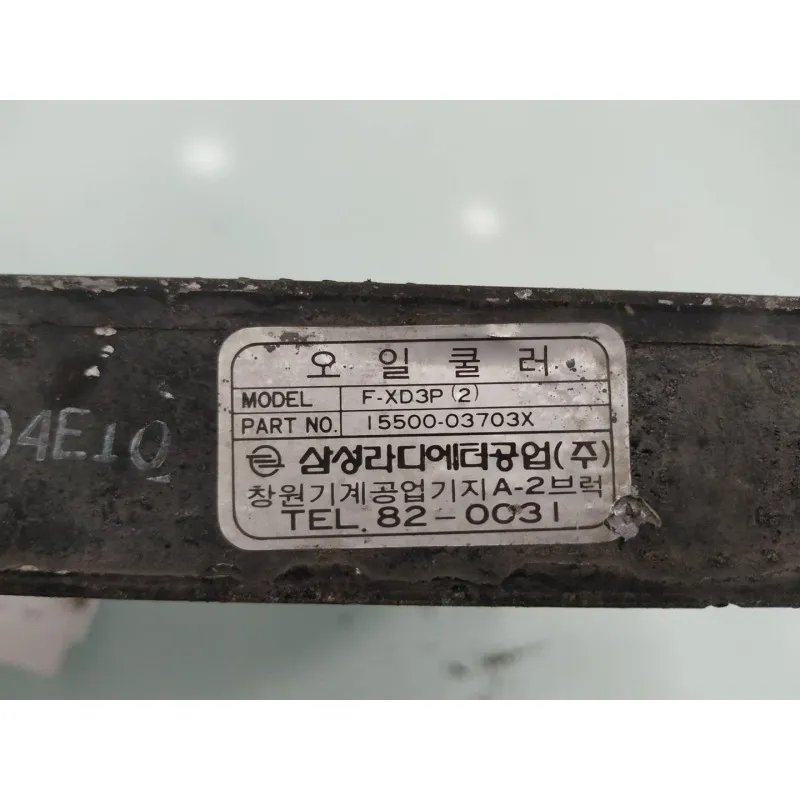 오일쿨러
MODEL F-XD3P(2)
PART NO. 15500-03703X
삼성라디에터공업(주)
창원기계공업기지A-2브럭
TEL. 82-0031
94E10